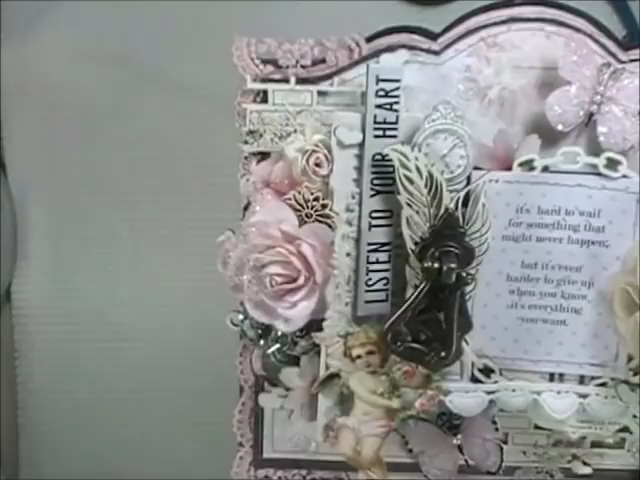 LISTEN TO YOUR HEART
it's hard to wait
for something that
might never happen;
but it's even
harder to give up
when you know
it's everything
you want.